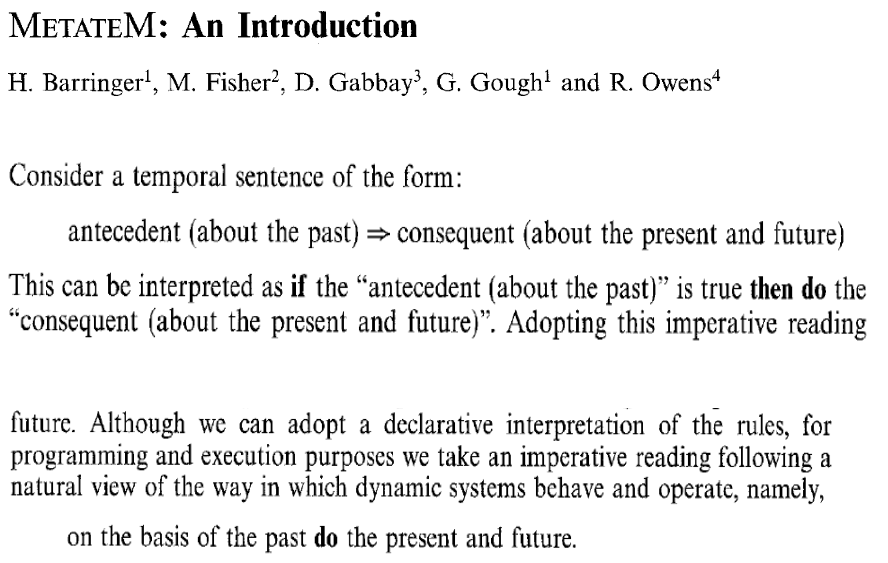 METATEM: An Introduction
H. Barringer¹, M. Fisher², D. Gabbay³, G. Gough¹ and R. Owens⁴
Consider a temporal sentence of the form:
antecedent (about the past) ⇒ consequent (about the present and future)
This can be interpreted as if the “antecedent (about the past)” is true then do the
“consequent (about the present and future)”. Adopting this imperative reading
future. Although we can adopt a declarative interpretation of the rules, for
programming and execution purposes we take an imperative reading following a
natural view of the way in which dynamic systems behave and operate, namely,
on the basis of the past do the present and future.